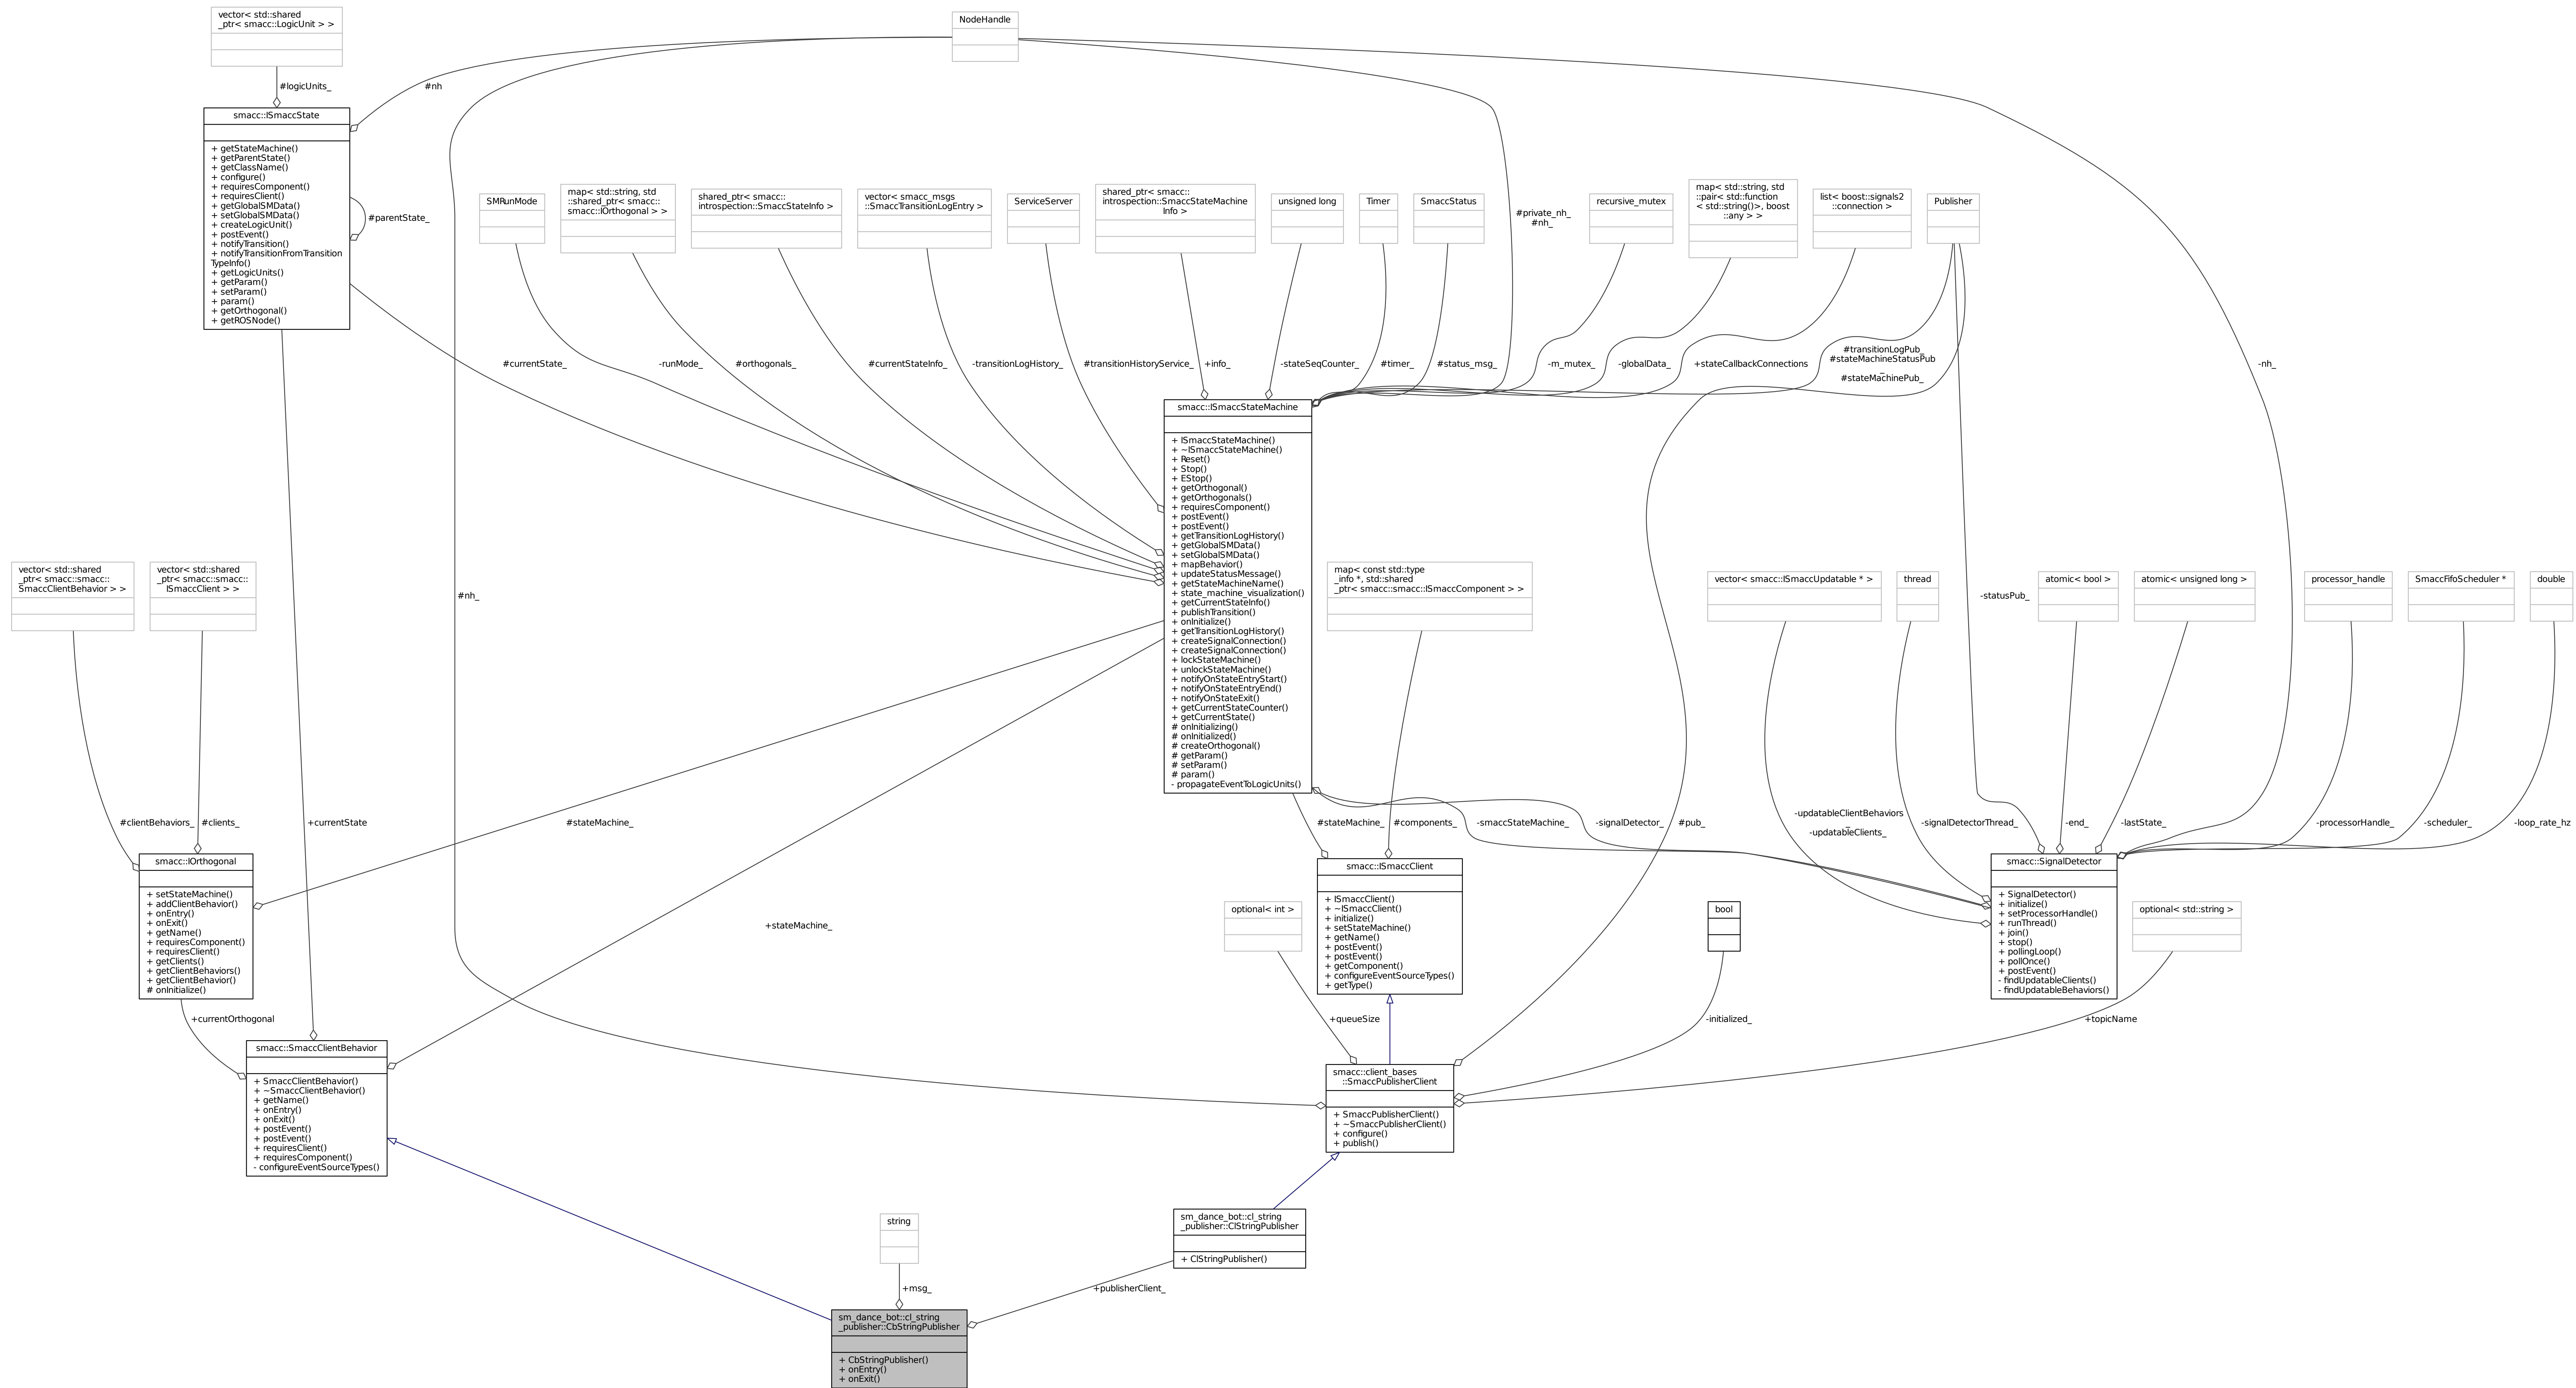 vector< std::shared
_ptr< smacc::LogicUnit > >
NodeHandle
#logicUnits_
#nh
smacc::ISmaccState
+ getStateMachine()
+ getParentState()
+ getClassName()
+ configure()
+ requiresComponent()
+ requiresClient()
+ getGlobalSMData()
+ setGlobalSMData()
+ createLogicUnit()
+ postEvent()
+ notifyTransition()
+ notifyTransitionFromTransition
TypeInfo()
+ getLogicUnits()
+ getParam()
+ setParam()
+ param()
+ getOrthogonal()
+ getROSNode()
#parentState_
SMRunMode
map< std::string, std
::shared_ptr< smacc::
smacc::IOrthogonal > >
shared_ptr< smacc::
introspection::SmaccStateInfo >
vector< smacc_msgs
::SmaccTransitionLogEntry >
ServiceServer
shared_ptr< smacc::
introspection::SmaccStateMachine
Info >
unsigned long
Timer
SmaccStatus
#private_nh_
#nh_
recursive_mutex
map< std::string, std
::pair< std::function
< std::string()>, boost
::any > >
list< boost::signals2
::connection >
Publisher
#currentState_
-runMode_
#orthogonals_
#currentStateInfo_
-transitionLogHistory_
#transitionHistoryService_
+info_
-stateSeqCounter_
#timer_
#status_msg_
-m_mutex_
-globalData_
+stateCallbackConnections
#transitionLogPub_
#stateMachineStatusPub
_
#stateMachinePub_
-nh_
smacc::ISmaccStateMachine
+ ISmaccStateMachine()
+ ~ISmaccStateMachine()
+ Reset()
+ Stop()
+ EStop()
+ getOrthogonal()
+ getOrthogonals()
+ requiresComponent()
+ postEvent()
+ postEvent()
+ getTransitionLogHistory()
+ getGlobalSMData()
+ setGlobalSMData()
+ mapBehavior()
+ updateStatusMessage()
+ getStateMachineName()
+ state_machine_visualization()
+ getCurrentStateInfo()
+ publishTransition()
+ onInitialize()
+ getTransitionLogHistory()
+ createSignalConnection()
+ createSignalConnection()
+ lockStateMachine()
+ unlockStateMachine()
+ notifyOnStateEntryStart()
+ notifyOnStateEntryEnd()
+ notifyOnStateExit()
+ getCurrentStateCounter()
+ getCurrentState()
# onInitializing()
# onInitialized()
# createOrthogonal()
# getParam()
# setParam()
# param()
- propagateEventToLogicUnits()
vector< std::shared
_ptr< smacc::smacc::
SmaccClientBehavior > >
vector< std::shared
_ptr< smacc::smacc::
ISmaccClient > >
#nh_
map< const std::type
_info *, std::shared
_ptr< smacc::smacc::ISmaccComponent > >
vector< smacc::ISmaccUpdatable * >
thread
-statusPub_
atomic< bool >
atomic< unsigned long >
processor_handle
SmaccFifoScheduler *
double
#clientBehaviors_
#clients_
+currentState
#stateMachine_
#stateMachine_
#components_
-smaccStateMachine_
-signalDetector_
#pub_
-updatableClientBehaviors
_
-updatableClients_
-signalDetectorThread_
-end_
-lastState_
-processorHandle_
-scheduler_
-loop_rate_hz
smacc::IOrthogonal
+ setStateMachine()
+ addClientBehavior()
+ onEntry()
+ onExit()
+ getName()
+ requiresComponent()
+ requiresClient()
+ getClients()
+ getClientBehaviors()
+ getClientBehavior()
# onInitialize()
+stateMachine_
smacc::ISmaccClient
+ ISmaccClient()
+ ~ISmaccClient()
+ initialize()
+ setStateMachine()
+ getName()
+ postEvent()
+ postEvent()
+ getComponent()
+ configureEventSourceTypes()
+ getType()
optional< int >
bool
smacc::SignalDetector
+ SignalDetector()
+ initialize()
+ setProcessorHandle()
+ runThread()
+ join()
+ stop()
+ pollingLoop()
+ pollOnce()
+ postEvent()
- findUpdatableClients()
- findUpdatableBehaviors()
optional< std::string >
+currentOrthogonal
+queueSize
-initialized_
+topicName
smacc::SmaccClientBehavior
+ SmaccClientBehavior()
+ ~SmaccClientBehavior()
+ getName()
+ onEntry()
+ onExit()
+ postEvent()
+ postEvent()
+ requiresClient()
+ requiresComponent()
- configureEventSourceTypes()
smacc::client_bases
::SmaccPublisherClient
+ SmaccPublisherClient()
+ ~SmaccPublisherClient()
+ configure()
+ publish()
string
sm_dance_bot::cl_string
_publisher::ClStringPublisher
+ ClStringPublisher()
+msg_
+publisherClient_
sm_dance_bot::cl_string
_publisher::CbStringPublisher
+ CbStringPublisher()
+ onEntry()
+ onExit()